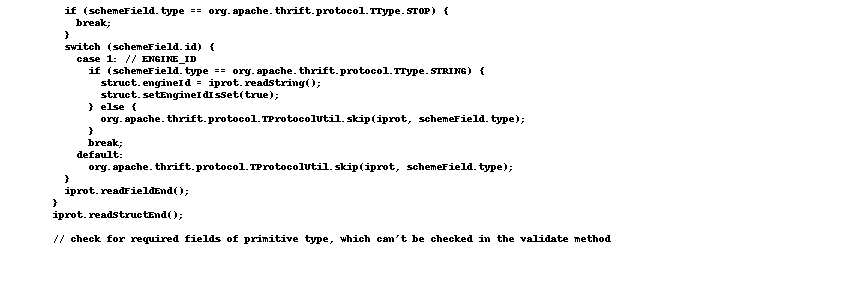 if (schemeField.type == org.apache.thrift.protocol.TType.STOP) {
break;
}
switch (schemeField.id) {
case 1: // ENGINE_ID
if (schemeField.type == org.apache.thrift.protocol.TType.STRING) {
struct.engineId = iprot.readString();
struct.setEngineIdIsSet(true);
} else {
org.apache.thrift.protocol.TProtocolUtil.skip(iprot, schemeField.type);
}
break;
default:
org.apache.thrift.protocol.TProtocolUtil.skip(iprot, schemeField.type);
}
iprot.readFieldEnd();
}
iprot.readStructEnd();
// check for required fields of primitive type, which can't be checked in the validate method